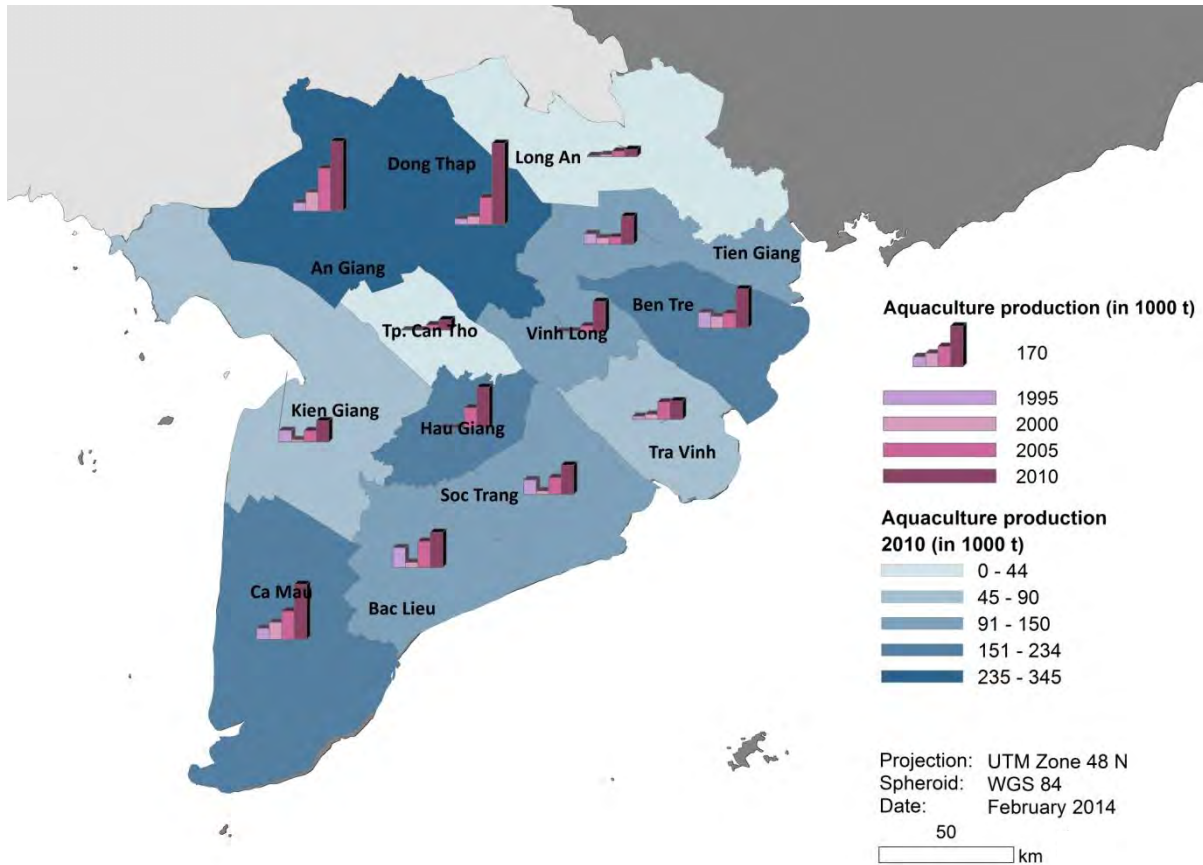 Dong Thap
Long An
An Giang
Tien Giang
Ben Tre
Tp. Can Tho
Vinh Long
Kien Giang
Hau Giang
Tra Vinh
Soc Trang
Ca Mau
Bac Lieu
Aquaculture production (in 1000 t)
170
1995
2000
2005
2010
Aquaculture production
2010 (in 1000 t)
0 - 44
45 - 90
91 - 150
151 - 234
235 - 345
Projection: UTM Zone 48 N
Spheroid: WGS 84
Date: February 2014
50
km